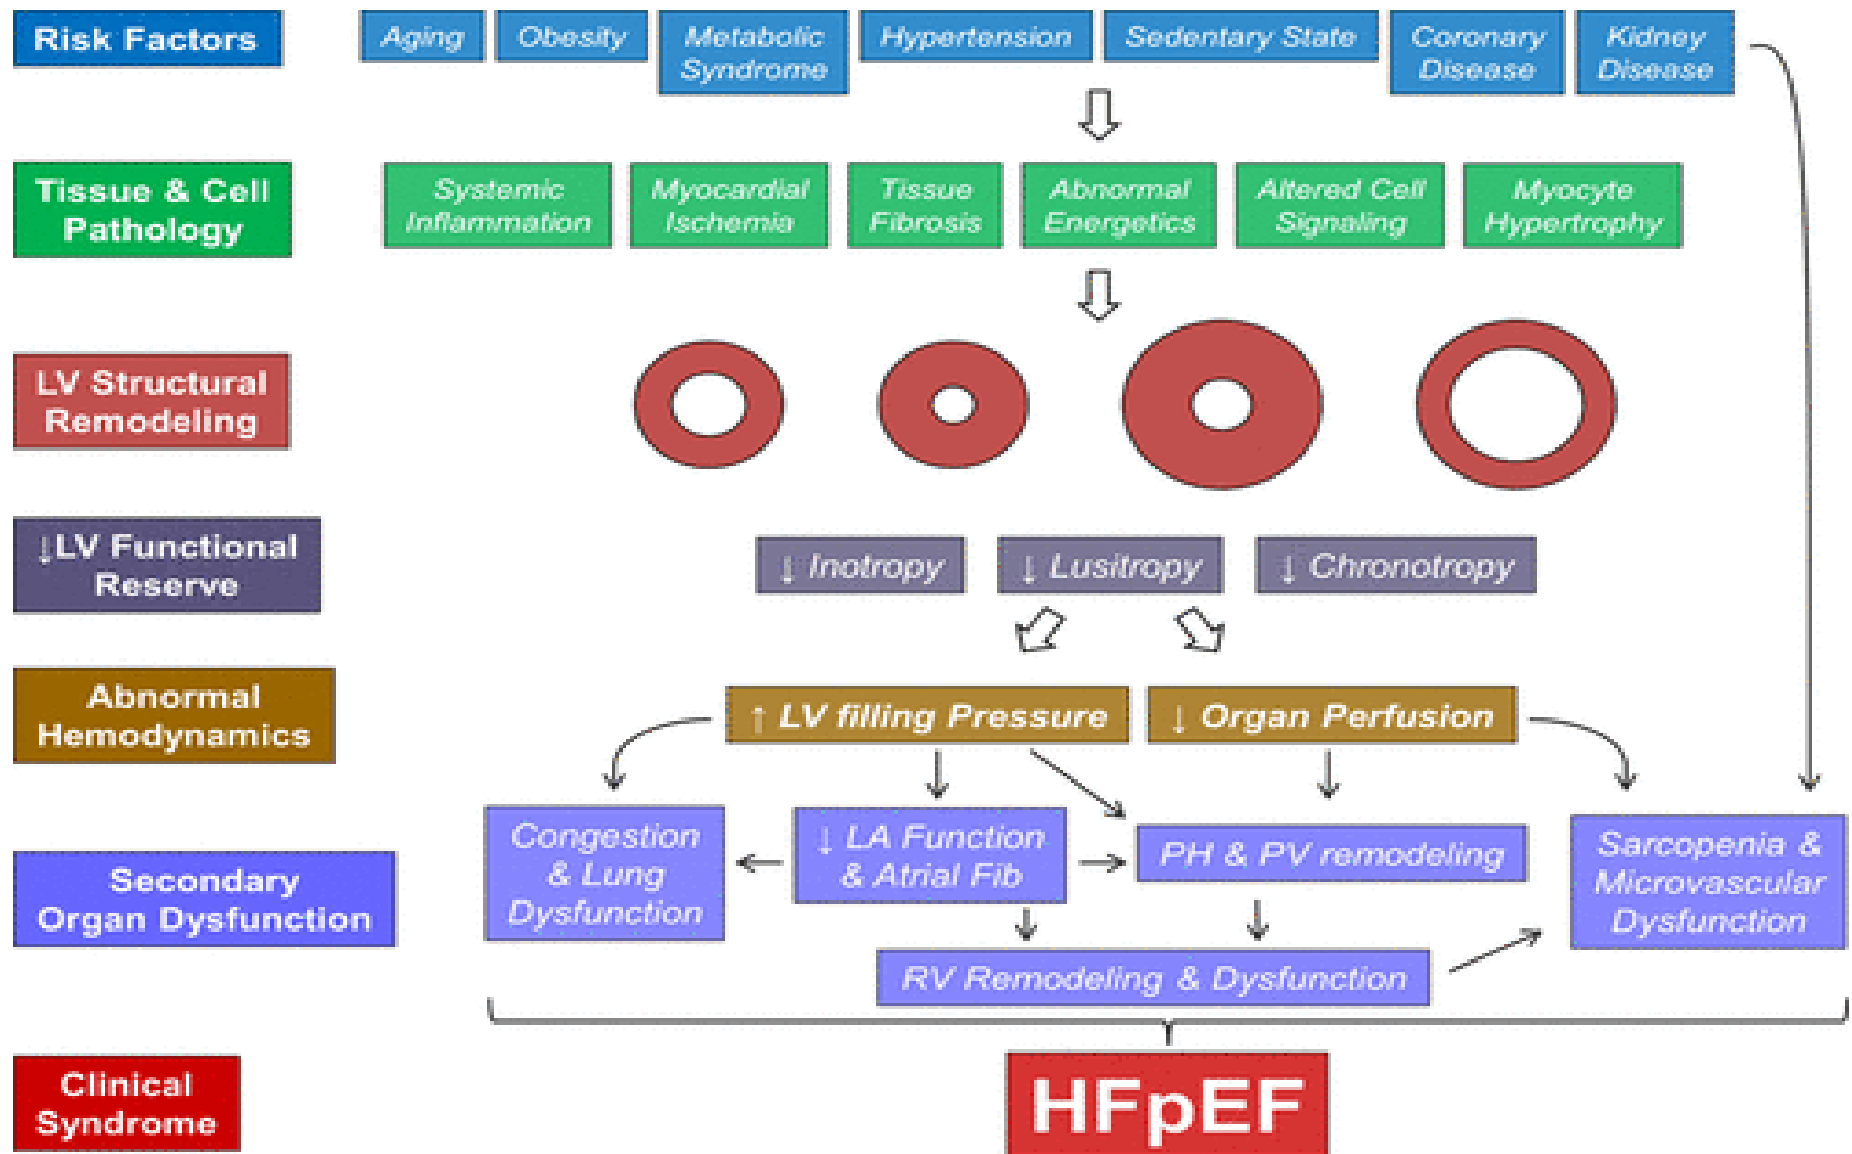 Risk Factors
Aging
Obesity
Metabolic
Syndrome
Hypertension
Sedentary State
Coronary
Disease
Kidney
Disease
Tissue & Cell
Pathology
Systemic
Inflammation
Myocardial
Ischemia
Tissue
Fibrosis
Abnormal
Energetics
Altered Cell
Signaling
Myocyte
Hypertrophy
LV Structural
Remodeling
↓LV Functional
Reserve
↓ Inotropy
↓ Lusitropy
↓ Chronotropy
Abnormal
Hemodynamics
↑ LV filling Pressure
↓ Organ Perfusion
Secondary
Organ Dysfunction
Congestion
& Lung
Dysfunction
↓ LA Function
& Atrial Fib
PH & PV remodeling
Sarcopenia &
Microvascular
Dysfunction
RV Remodeling & Dysfunction
Clinical
Syndrome
HFpEF